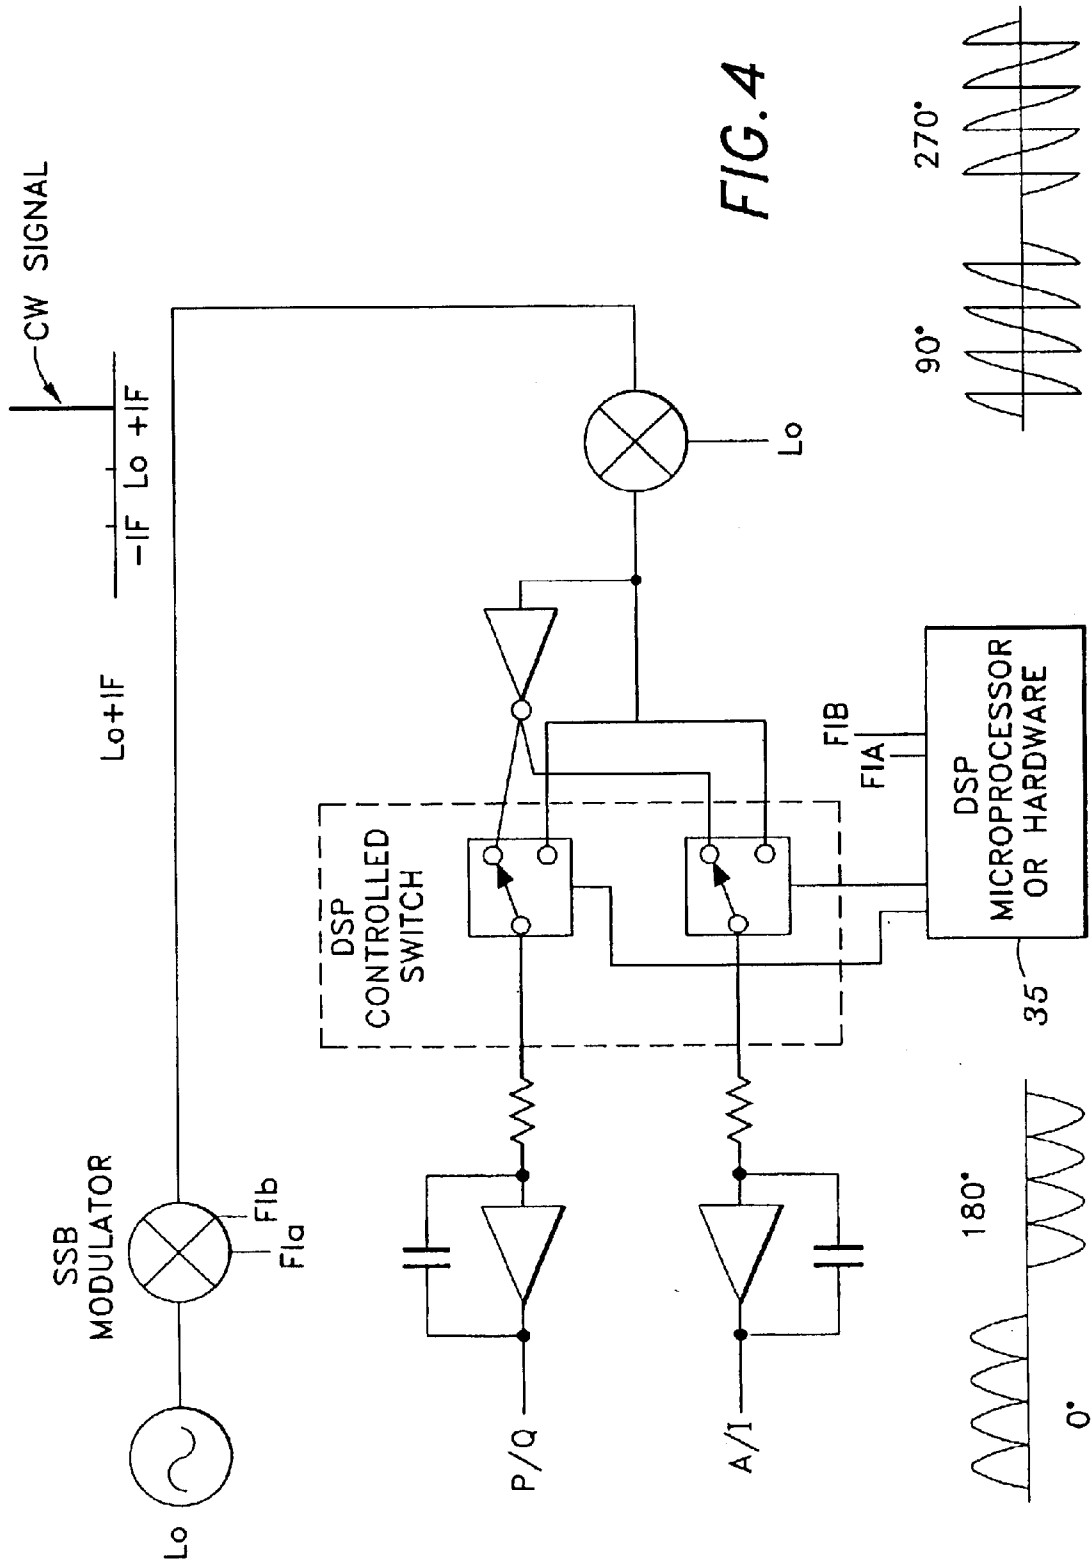 Lo
SSB
MODULATOR
FIa
FIb
Lo+IF
-IF
Lo
+IF
CW SIGNAL
P/Q
A/I
DSP
CONTROLLED
SWITCH
Lo
FIA
FIB
DSP
MICROPROCESSOR
OR HARDWARE
35
0°
180°
90°
270°
FIG. 4